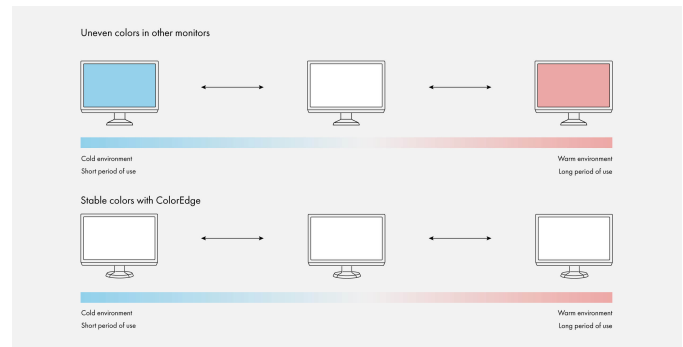 Uneven colors in other monitors
Cold environment
Short period of use
Warm environment
Long period of use
Stable colors with ColorEdge
Cold environment
Short period of use
Warm environment
Long period of use